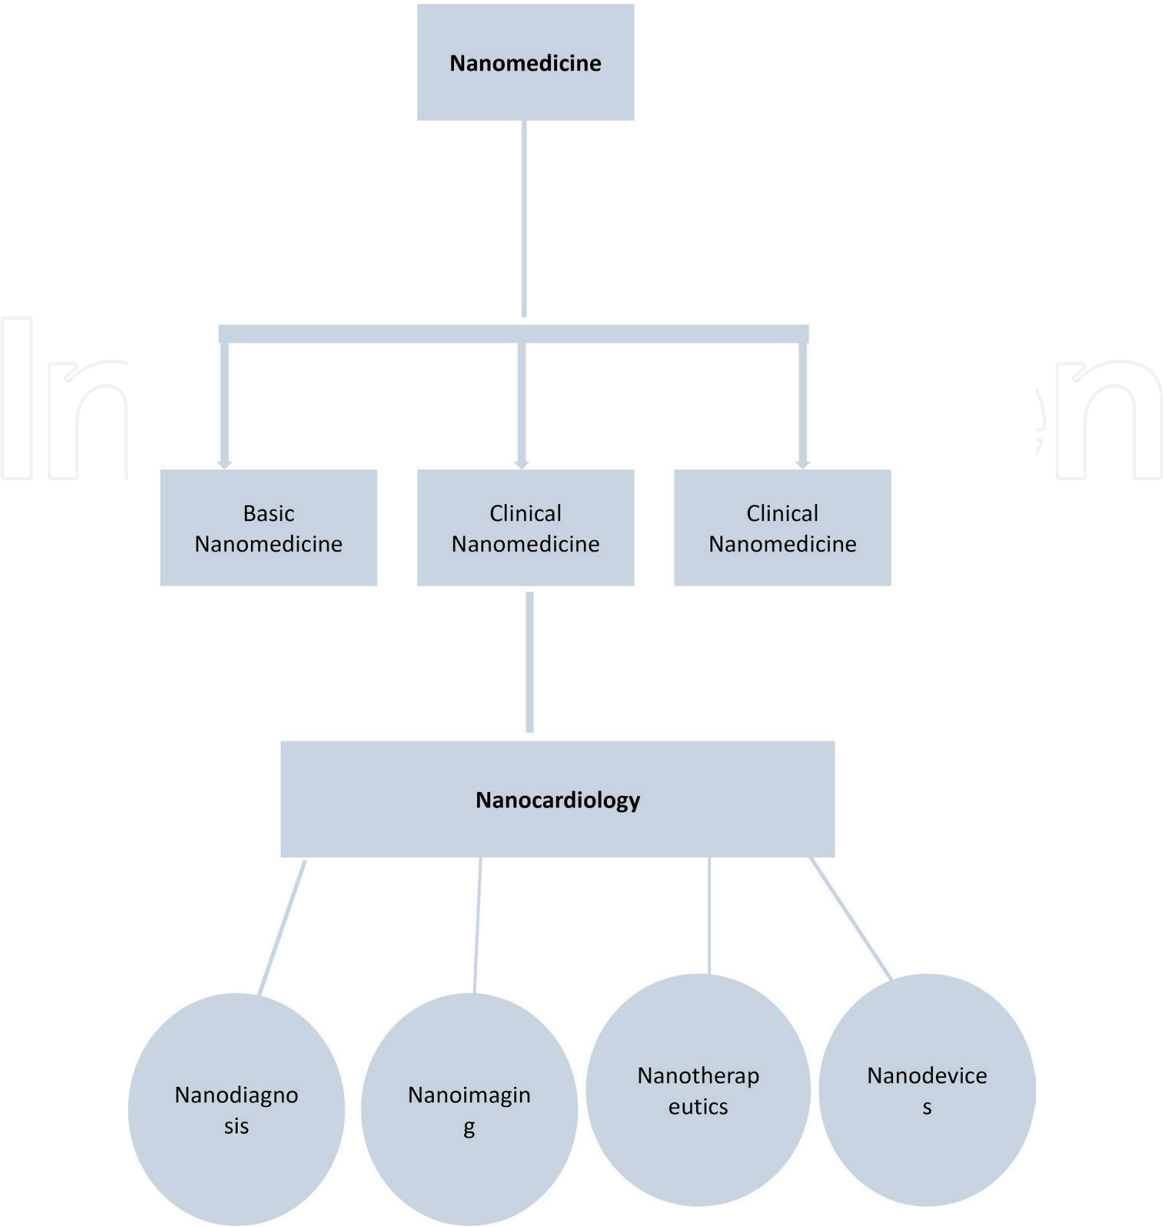 Nanomedicine
Basic
Nanomedicine
Clinical
Nanomedicine
Clinical
Nanomedicine
Nanocardiology
Nanodiagno
sis
Nanoimagin
g
Nanotherap
eutics
Nanodevice
s